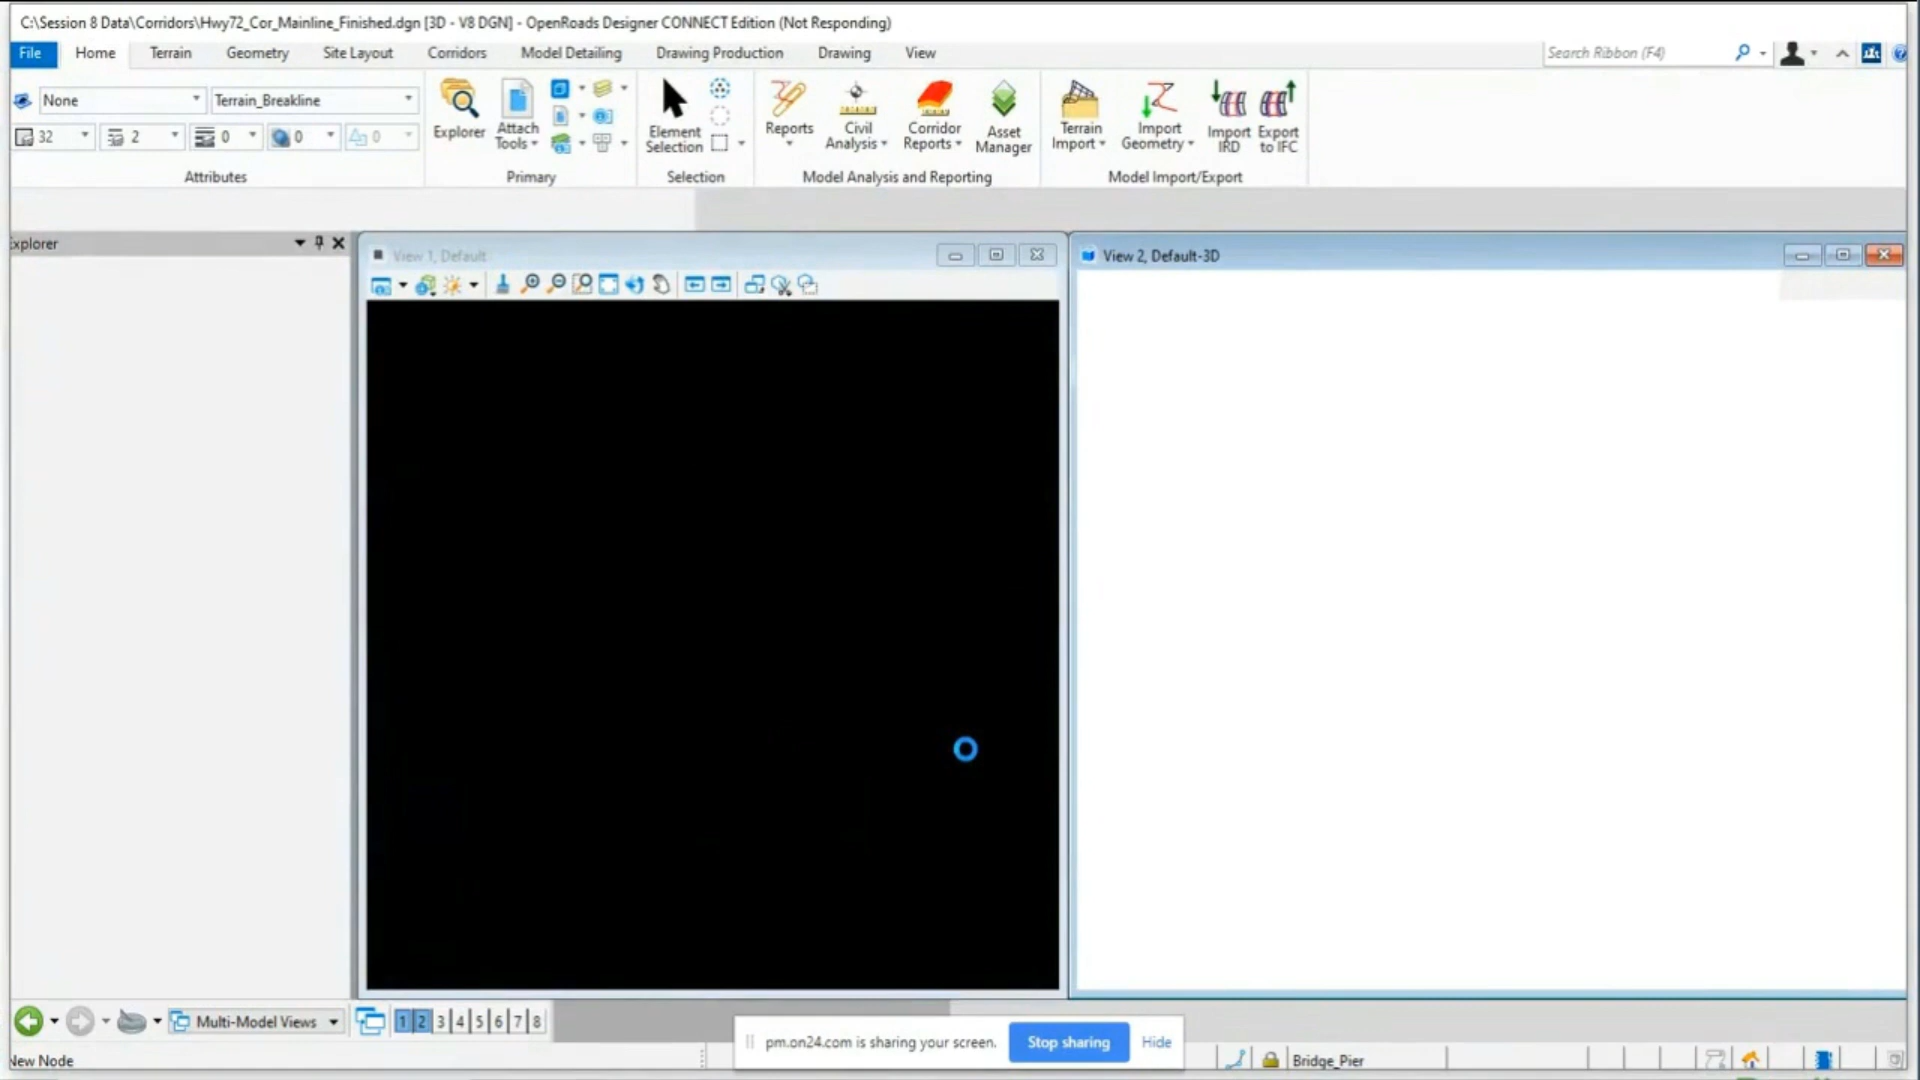 C:\Session 8 Data\Corridors\Hwy72_Cor_Mainline_Finished.dgn [3D - V8 DGN] - OpenRoads Designer CONNECT Edition (Not Responding)
File Home Terrain Geometry Site Layout Corridors Model Detailing Drawing Production Drawing View Search Ribbon (F4)
None Terrain_Breakline
32 2 0 0 0
Explorer
Attach Tools
Element Selection
Reports
Civil Analysis
Corridor Reports
Asset Manager
Terrain Import
Import Geometry
Import IRD
Export to IFC
Attributes Primary Selection Model Analysis and Reporting Model Import/Export
Explorer
View 1, Default
View 2, Default-3D
Multi-Model Views 1 2 3 4 5 6 7 8
pm.on24.com is sharing your screen. Stop sharing Hide
New Node
Bridge_Pier